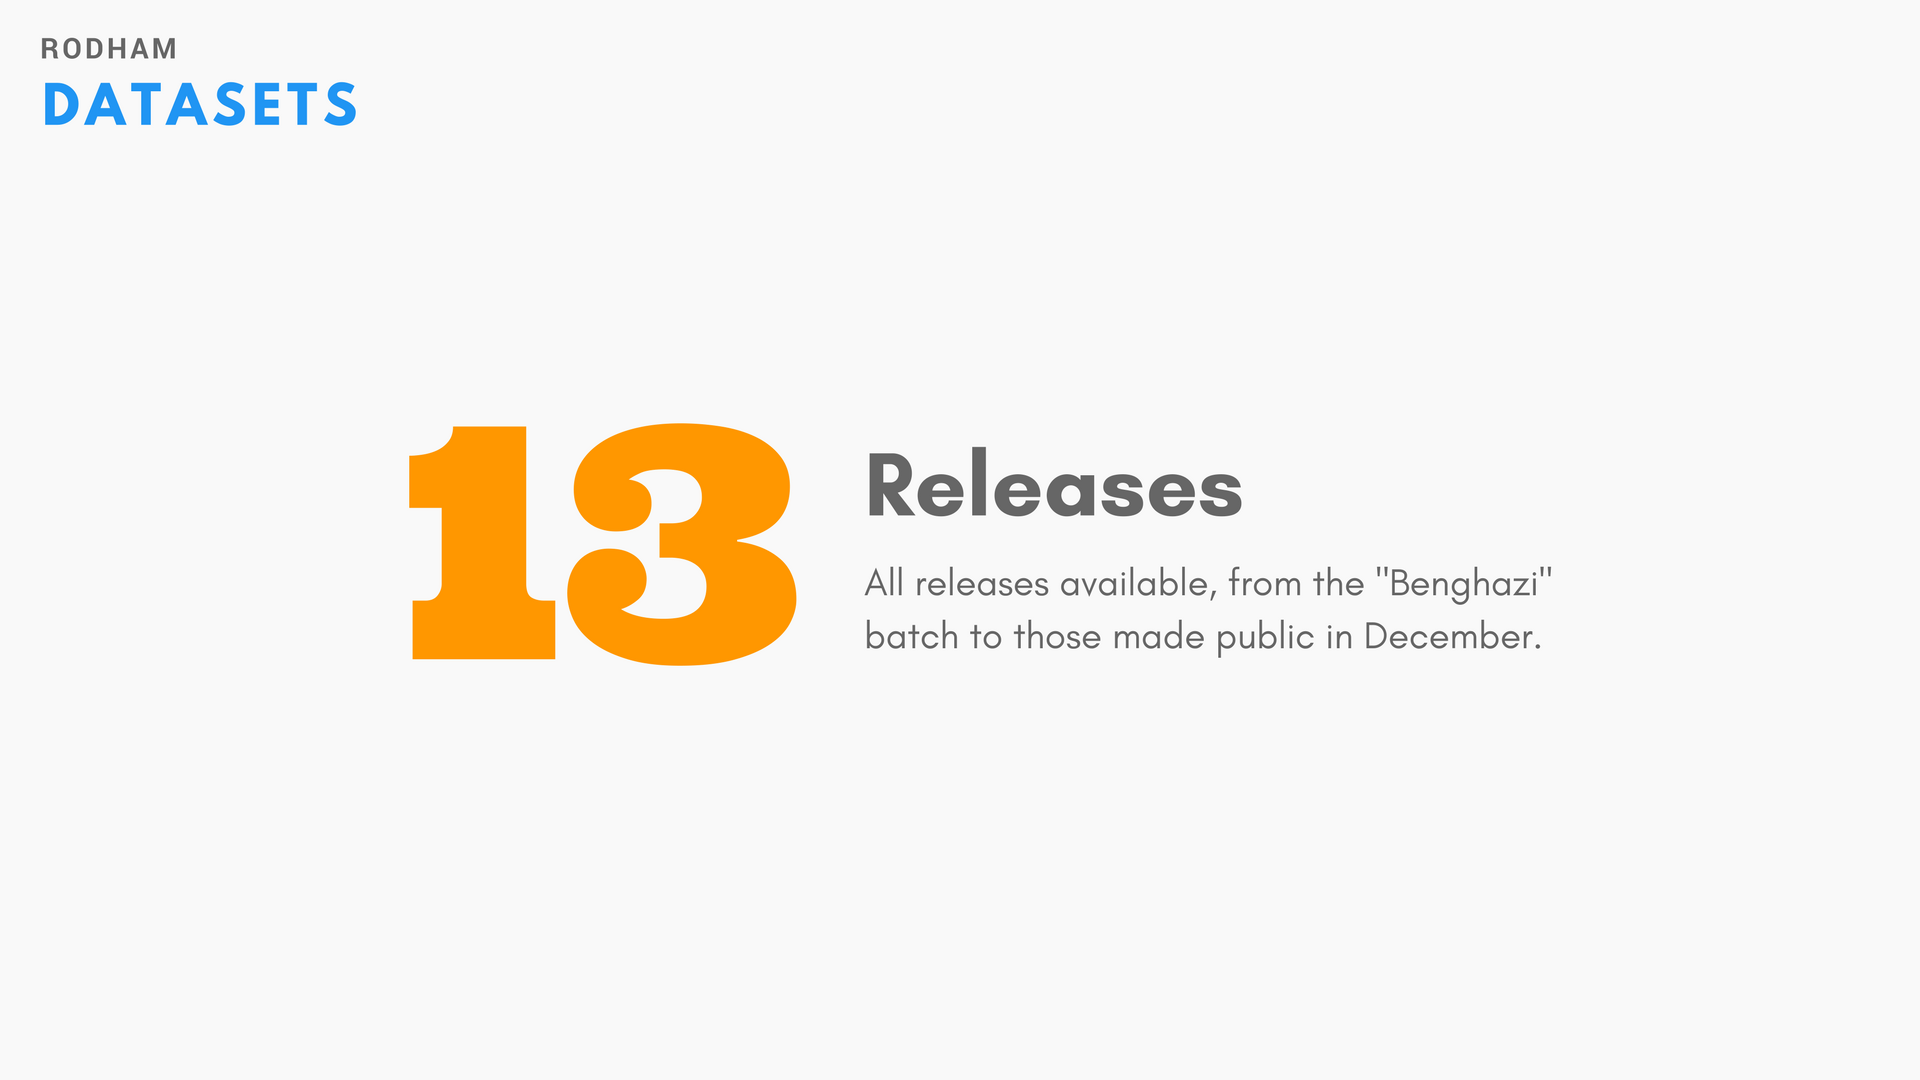 RODHAM
DATASETS
13
Releases
All releases available, from the "Benghazi"
batch to those made public in December.